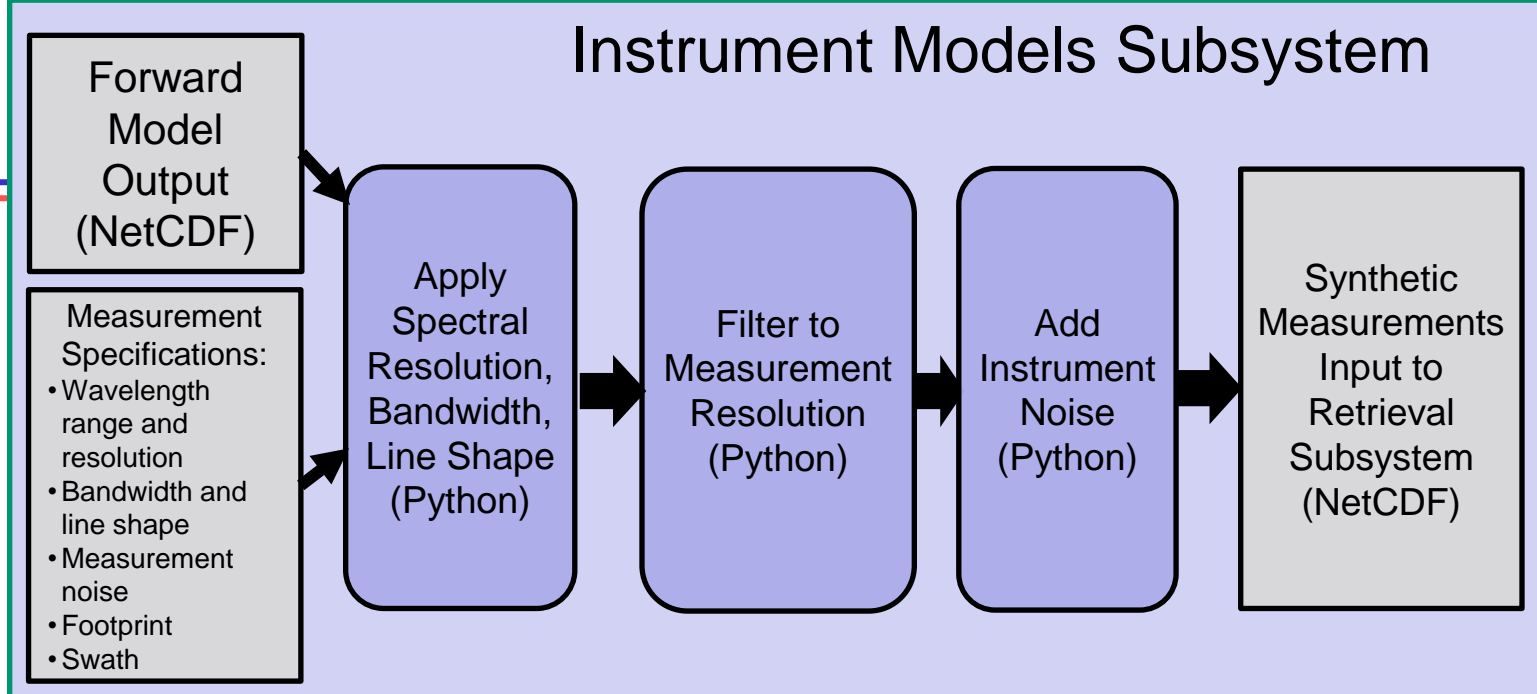 Instrument Models Subsystem
Forward
Model
Output
(NetCDF)
Measurement
Specifications:
• Wavelength
range and
resolution
• Bandwidth and
line shape
• Measurement
noise
• Footprint
• Swath
Apply
Spectral
Resolution,
Bandwidth,
Line Shape
(Python)
Filter to
Measurement
Resolution
(Python)
Add
Instrument
Noise
(Python)
Synthetic
Measurements
Input to
Retrieval
Subsystem
(NetCDF)